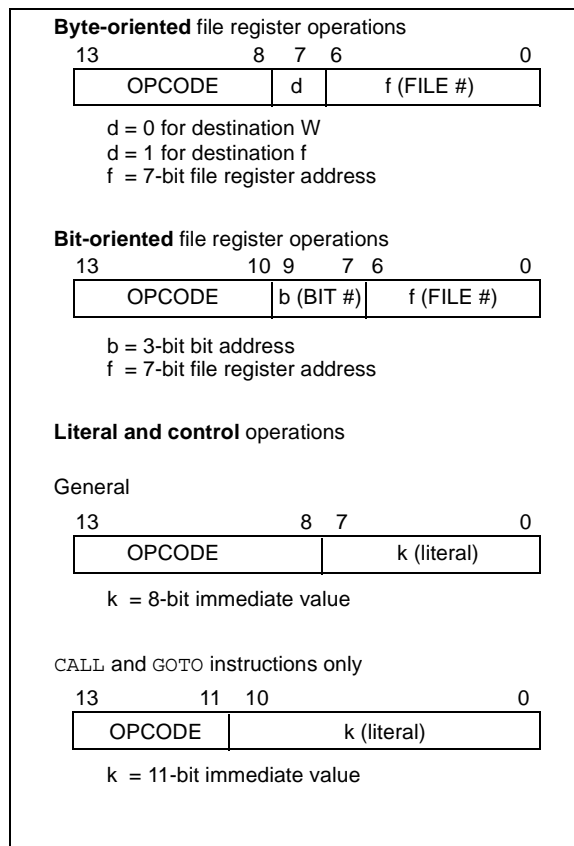 Byte-oriented file register operations
13 8 7 6 0
OPCODE d f (FILE #)
d = 0 for destination W
d = 1 for destination f
f = 7-bit file register address
Bit-oriented file register operations
13 10 9 7 6 0
OPCODE b (BIT #) f (FILE #)
b = 3-bit bit address
f = 7-bit file register address
Literal and control operations
General
13 8 7 0
OPCODE k (literal)
k = 8-bit immediate value
CALL and GOTO instructions only
13 11 10 0
OPCODE k (literal)
k = 11-bit immediate value